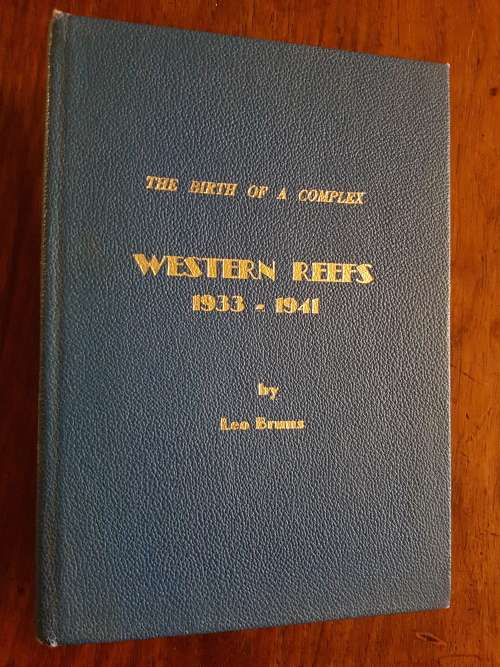 THE BIRTH OF A COMPLEX
WESTERN REEFS
1933 - 1941
by
Leo Bruns